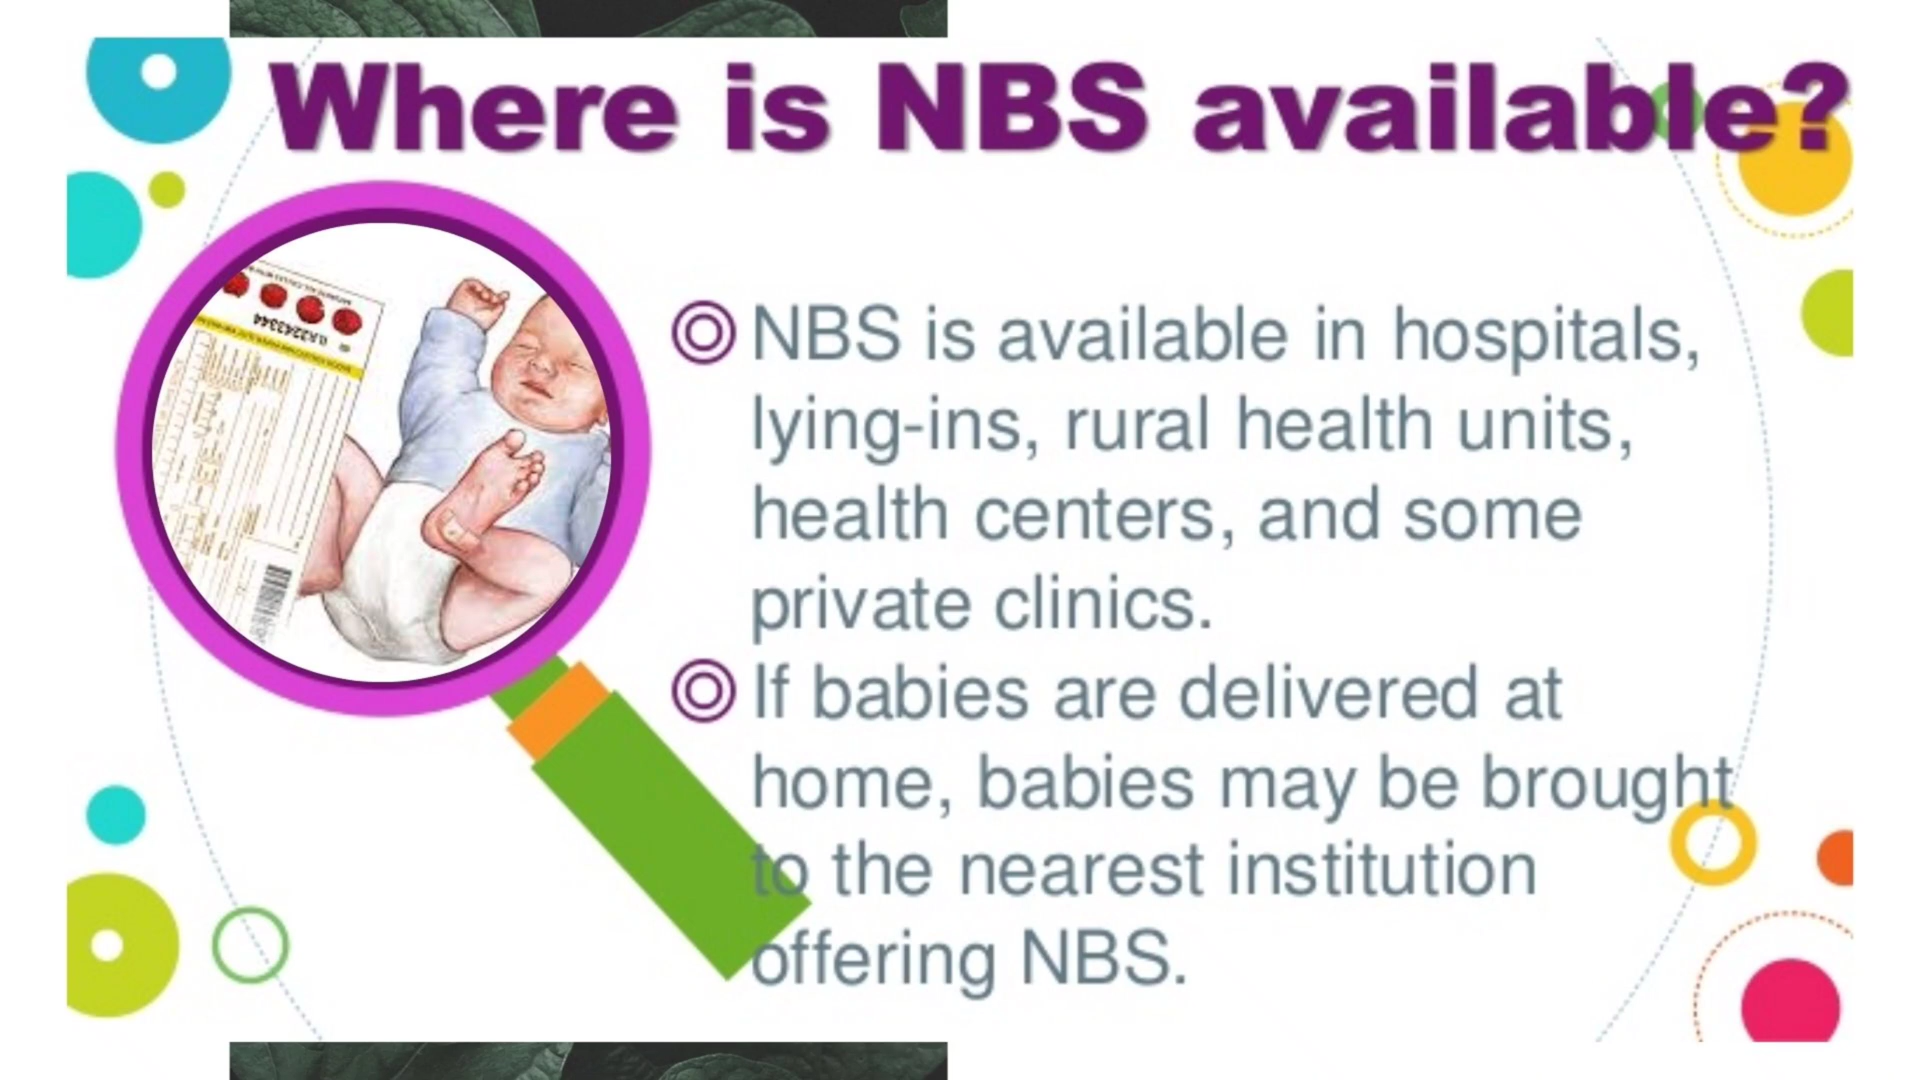 Where is NBS available?
NBS is available in hospitals,
lying-ins, rural health units,
health centers, and some
private clinics.
If babies are delivered at
home, babies may be brought
to the nearest institution
offering NBS.